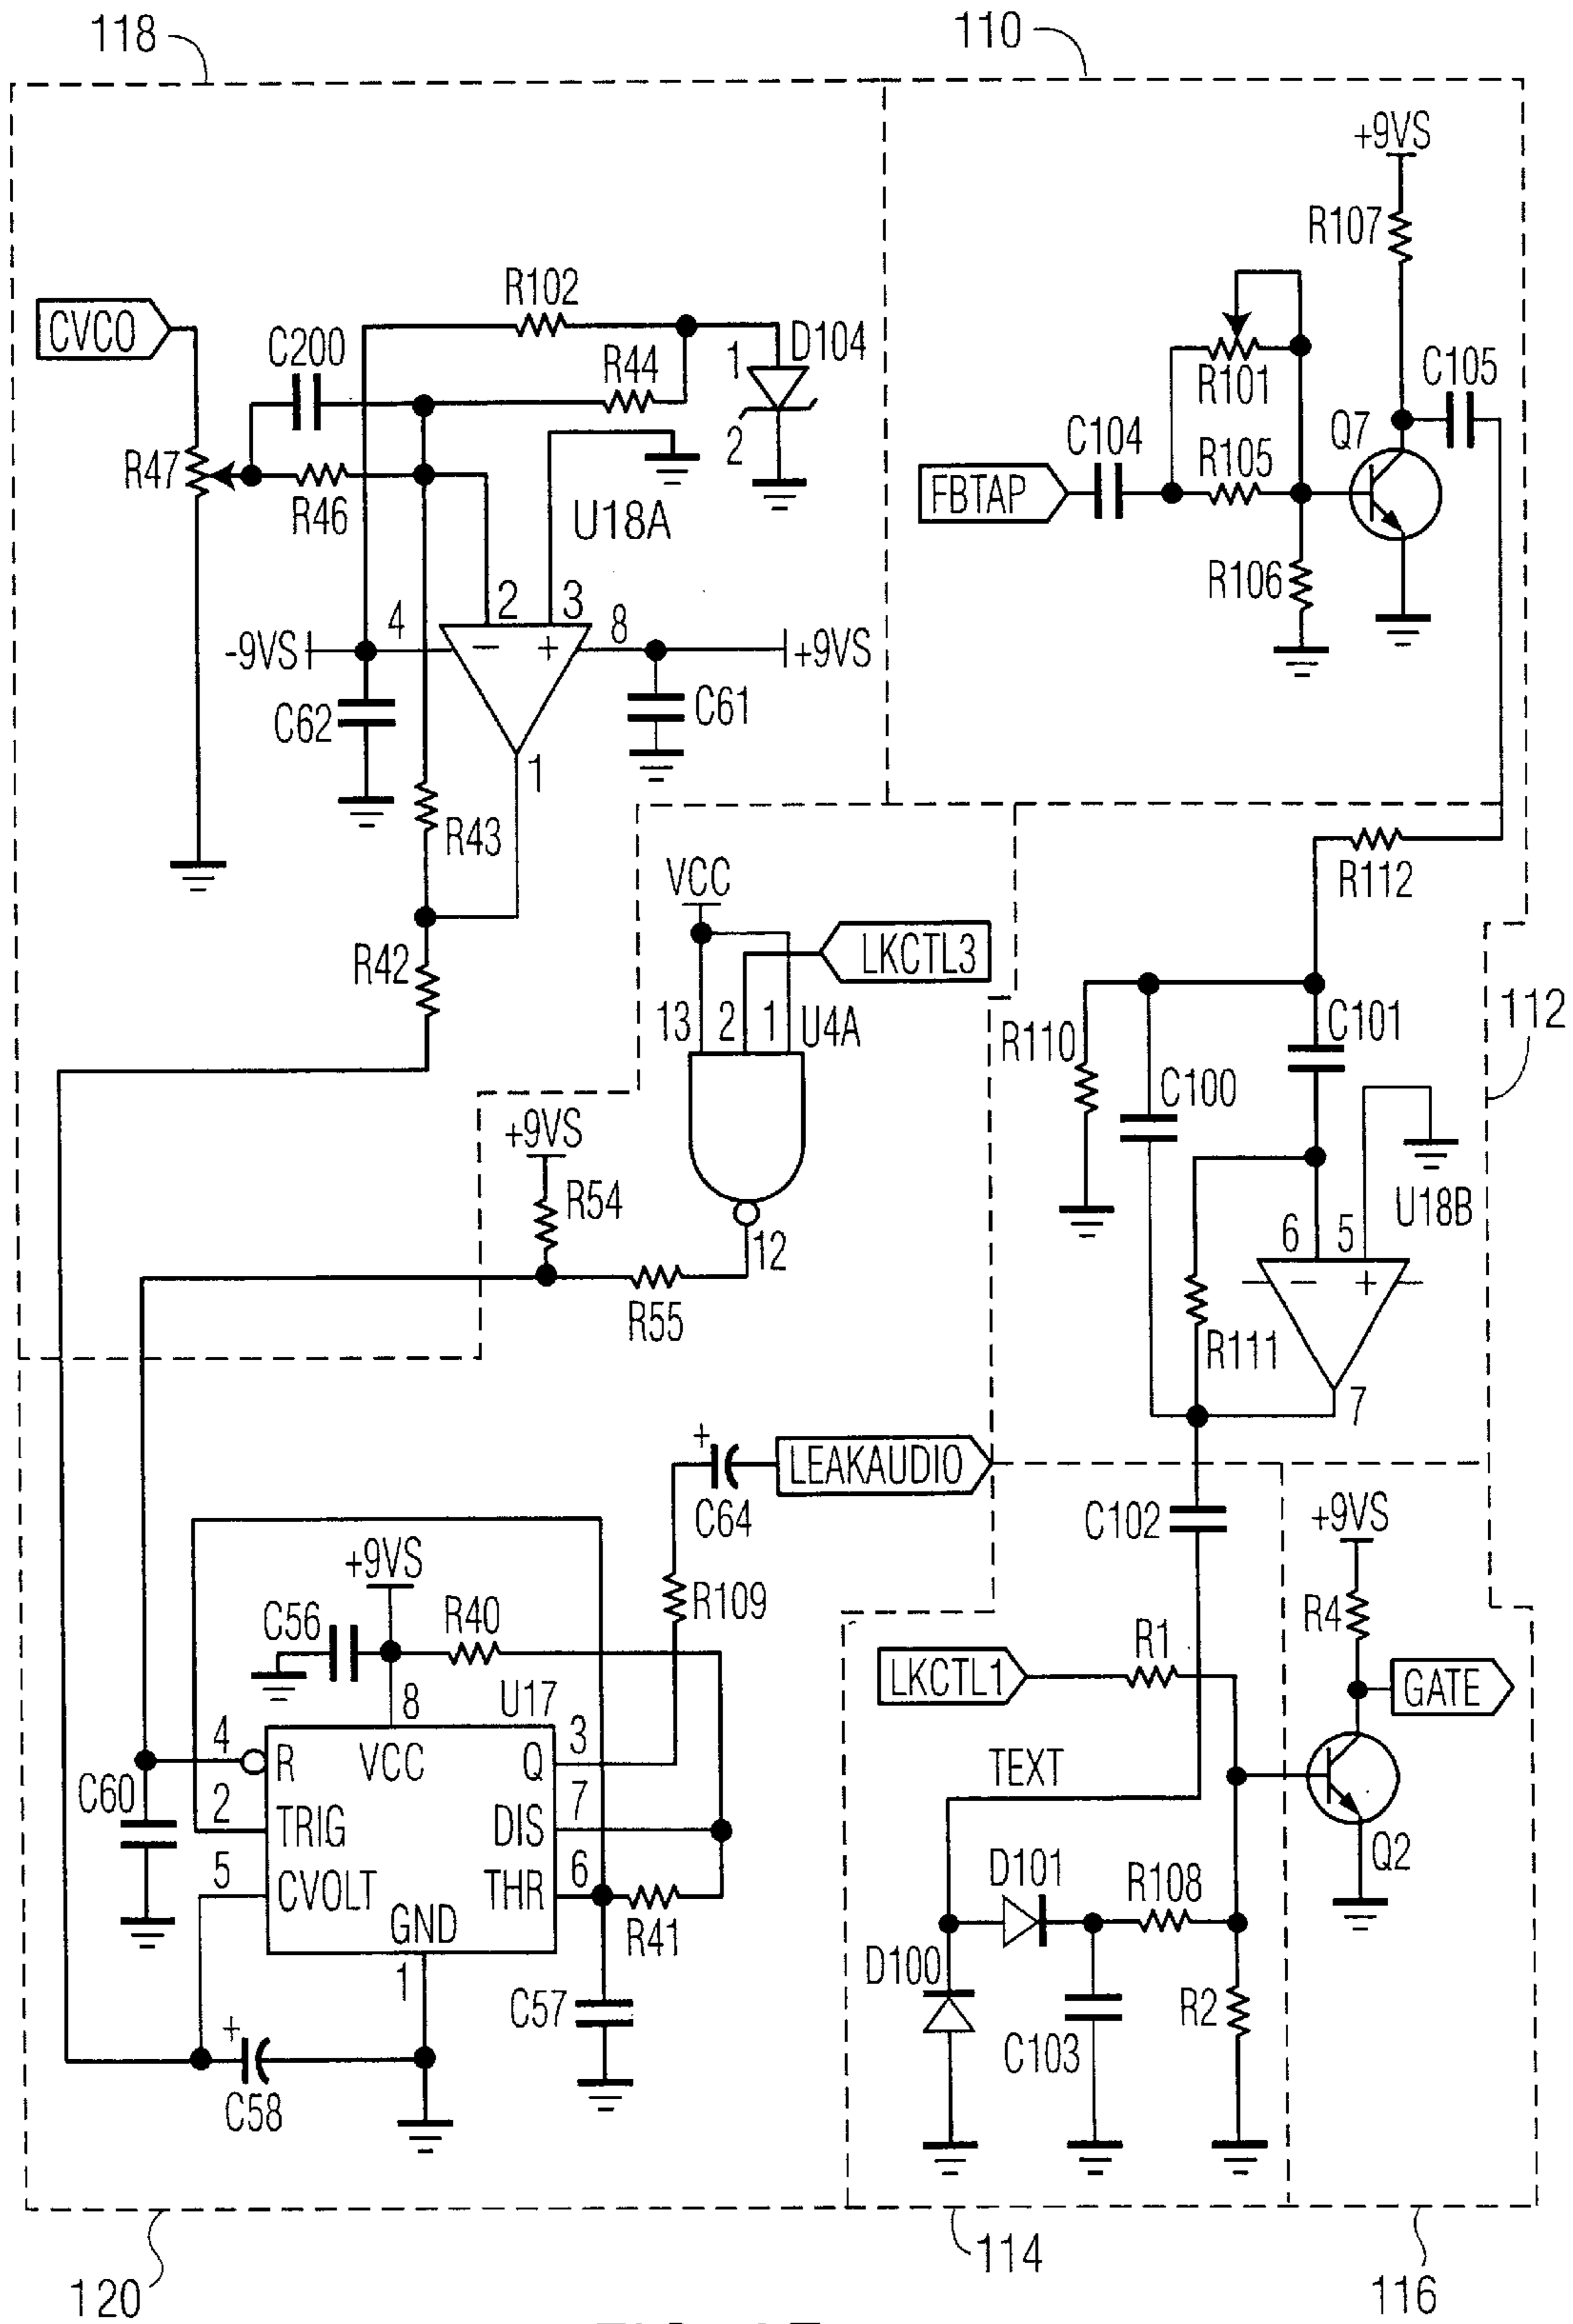 118
110
+9VS
R107
R102
CVCO
C200
R44
1
D104
R101
C105
2
C104
Q7
R47
R105
R46
FBTAP
U18A
R106
4
2
3
8
-9VS
+9VS
C62
C61
1
R43
VCC
R112
R42
LKCTL3
13
2
1
U4A
R110
C101
112
C100
+9VS
R54
6
5
U18B
12
R55
R111
7
+
LEAKAUDIO
C64
C102
+9VS
+9VS
C56
R40
R109
R4
R1
LKCTL1
GATE
8
U17
4
R
VCC
Q
3
C60
2
TRIG
DIS
7
TEXT
5
CVOLT
THR
6
Q2
GND
D101
R108
R41
1
D100
C57
R2
+
C103
C58
120
114
116